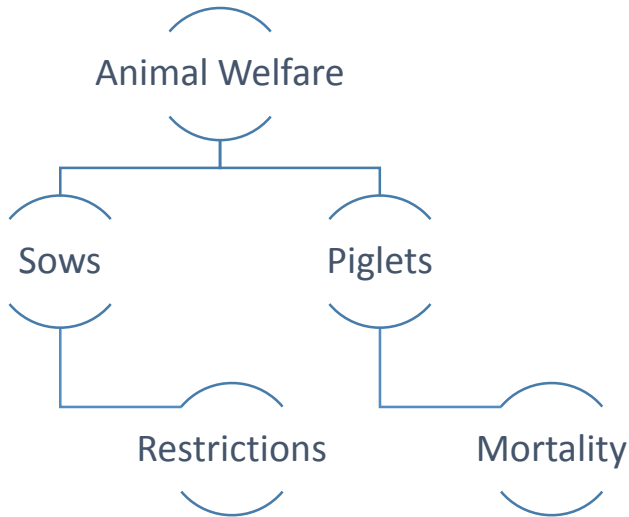 Animal Welfare
Sows
Piglets
Restrictions
Mortality